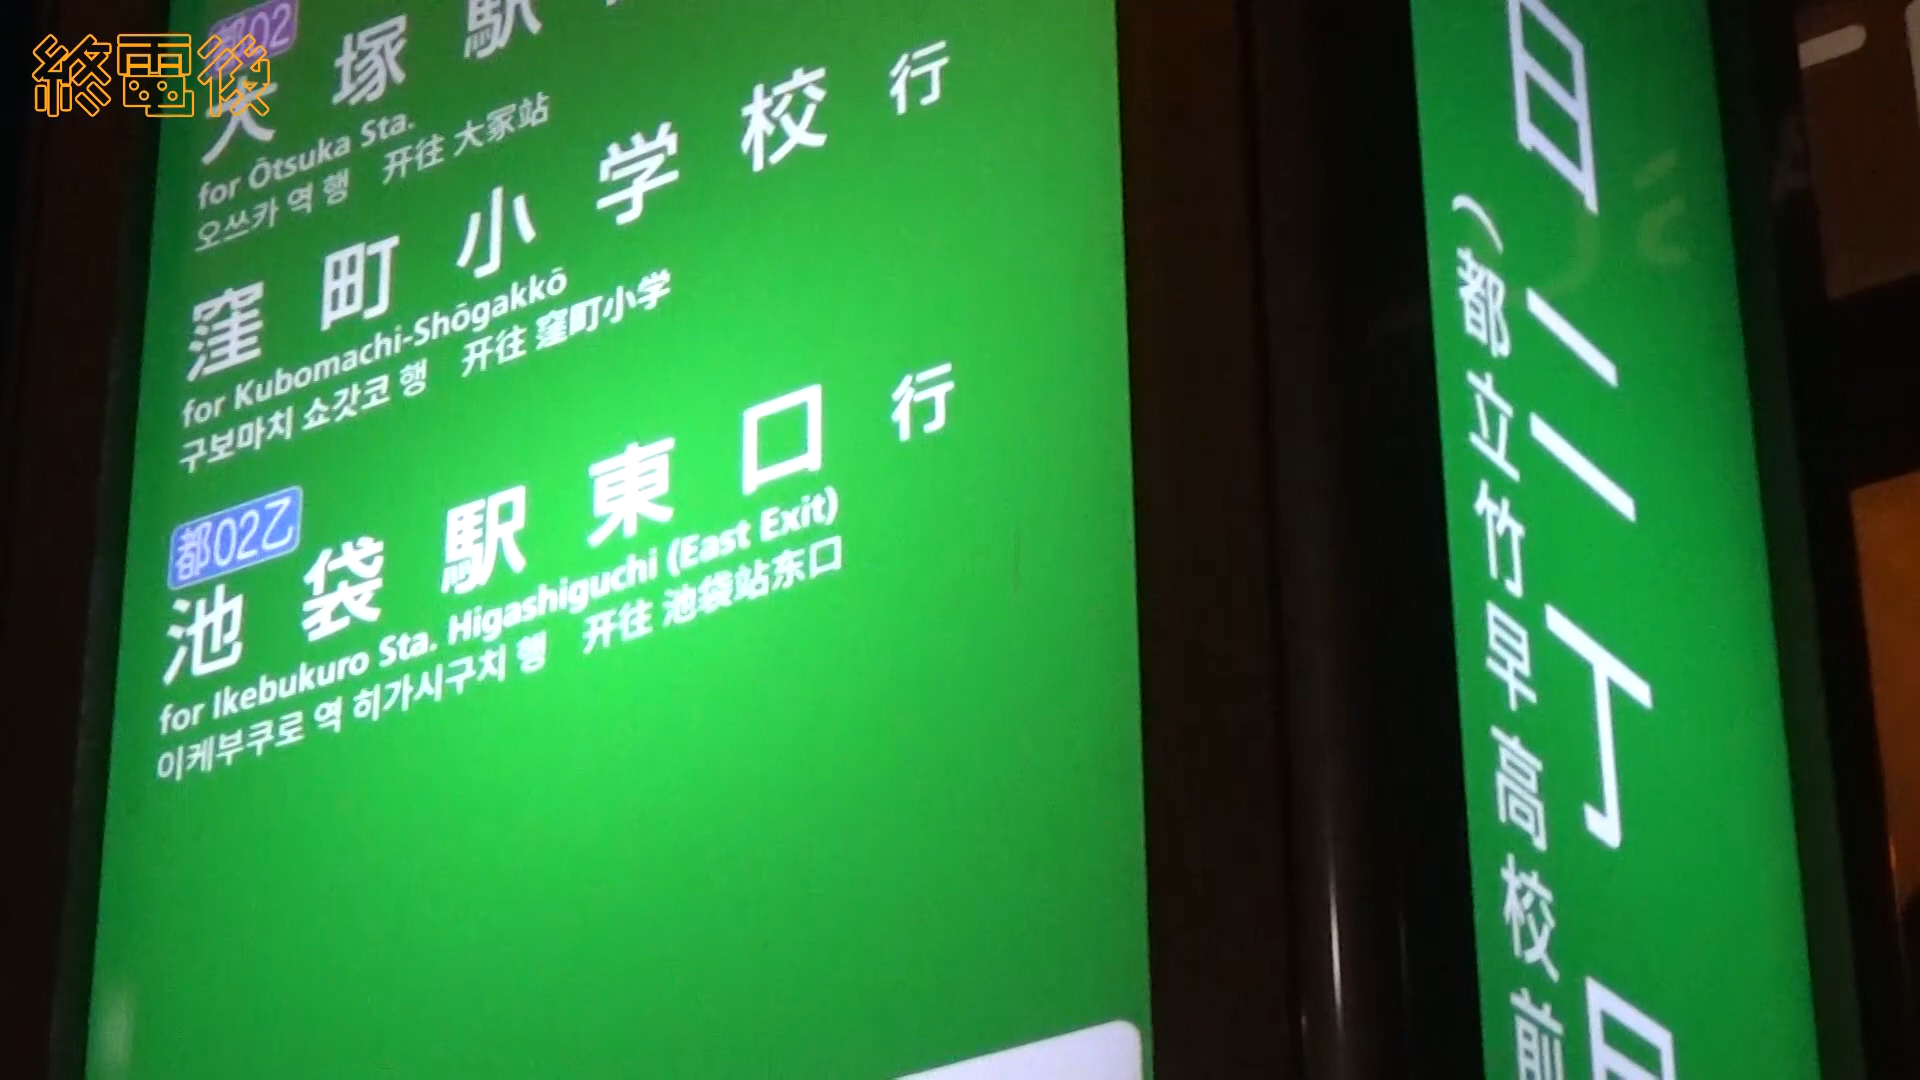 終電後
都02
大塚駅
for Ōtsuka Sta.
오쓰카 역 행 开往 大冢站
窪町小学校行
for Kubomachi-Shōgakkō
구보마치 쇼갓코 행 开往 窪町小学
都02乙
池袋駅東口行
for Ikebukuro Sta. Higashiguchi (East Exit)
이케부쿠로 역 히가시구치 행 开往 池袋站东口
日二丁目
(都立竹早高校前